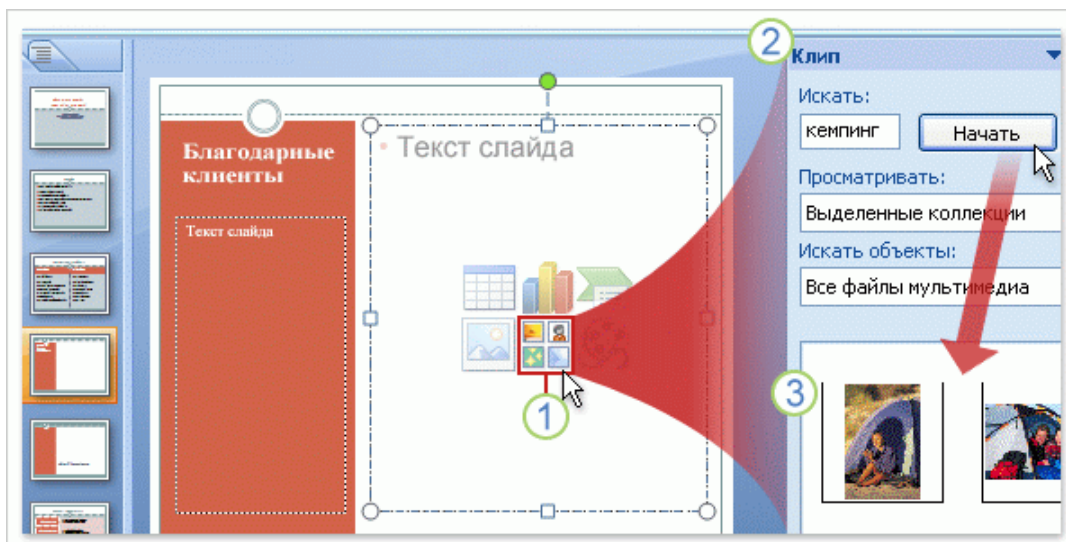 2
Клип
Искать:
кемпинг
Начать
Благодарные
клиенты
• Текст слайда
Просматривать:
Выделенные коллекции
Текст слайда
Искать объекты:
Все файлы мультимедиа
1
3